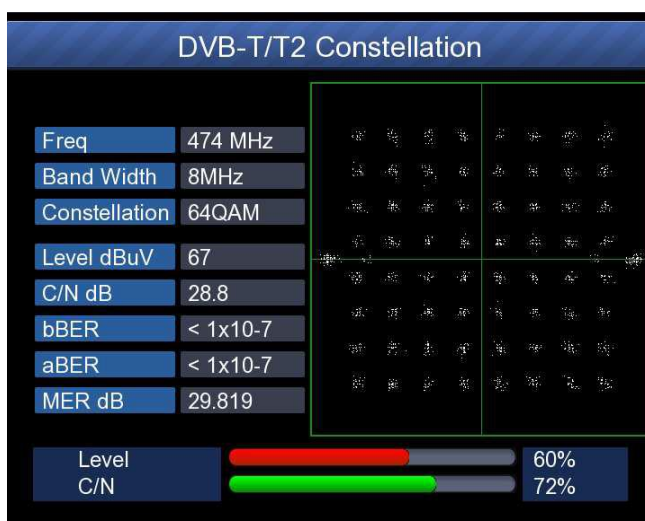 DVB-T/T2 Constellation
Freq 474 MHz
Band Width 8MHz
Constellation 64QAM
Level dBuV 67
C/N dB 28.8
bBER < 1x10-7
aBER < 1x10-7
MER dB 29.819
Level 60%
C/N 72%